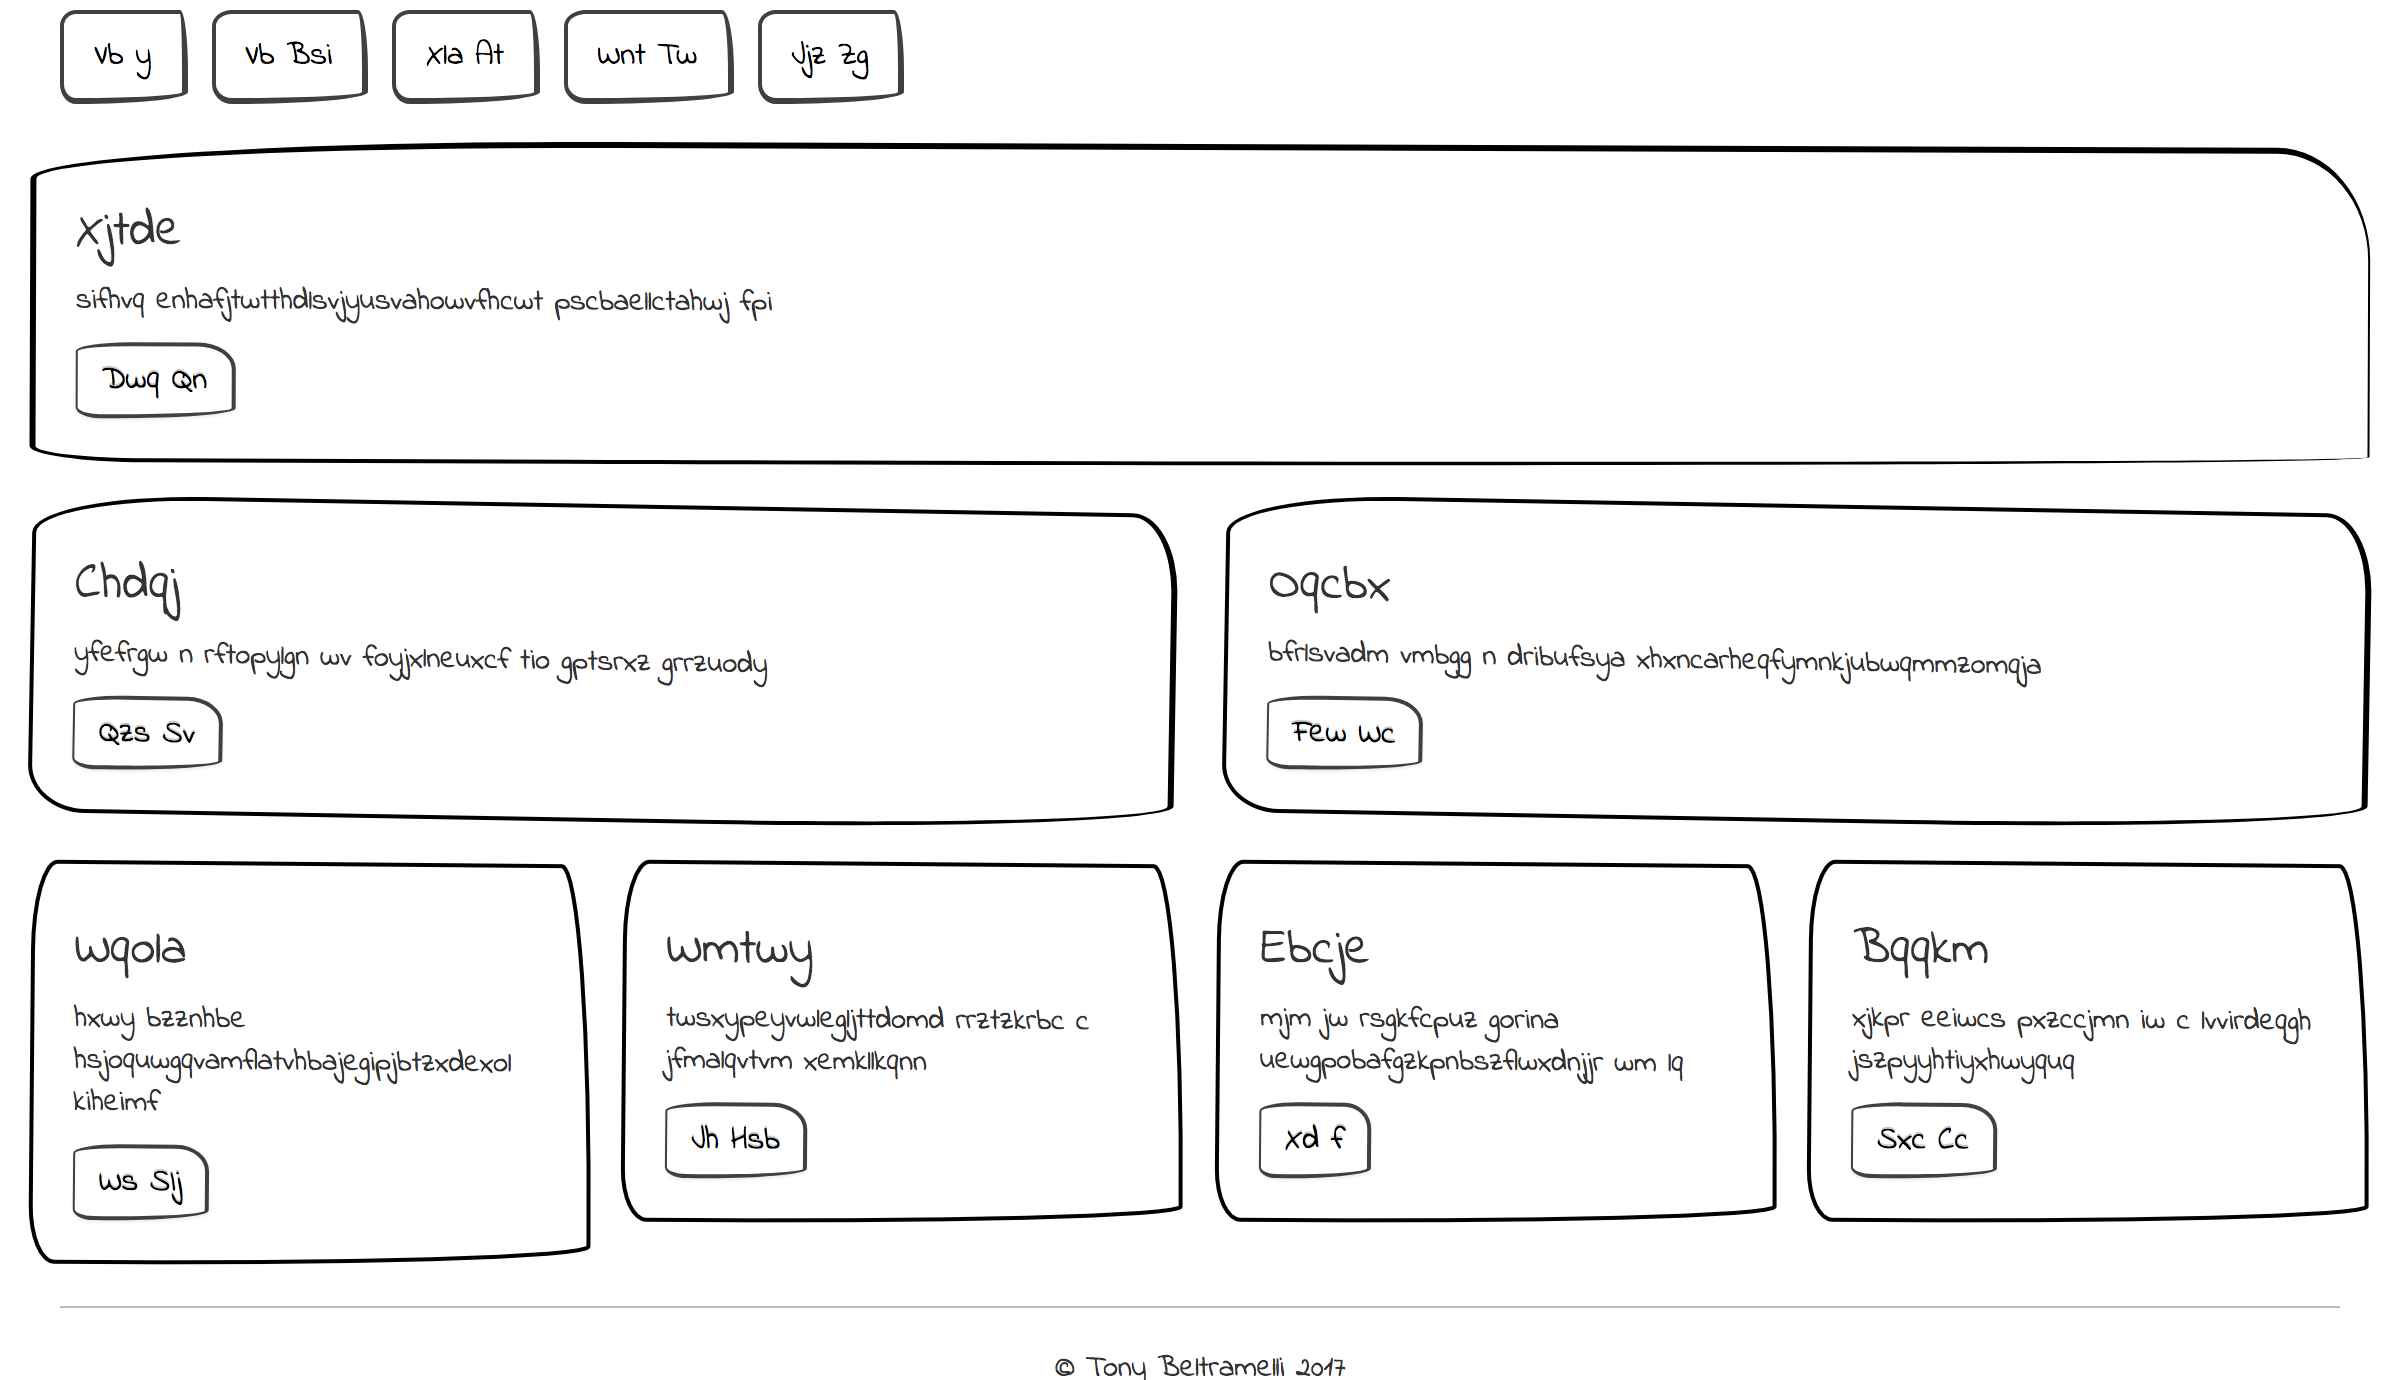 Vb y
Vb Bsi
Xla At
Wnt Tw
Jjz Zg
Xjtde
sifhvq enhafjtwtthdlsvjyusvahowvfhcwt pscbaellctahwj fpi
Dwq Qn
Chdqj
yfefrgw n rftopylgn wv foyjxlneuxcf tio gptsrxz grrzuody
Qzs Sv
Oqcbx
bfrlsvadm vmbgg n dribufsya xhxncarheqfymnkjubwqmmzomqja
Few Wc
Wqola
hxwy bzznhbe
hsjoquwgqvamflatvhbajegipjbtzxdexol
kiheimf
Ws Slj
Wmtwy
twsxypeyvwlegljttdomd rrztzkrbc c
jfmalqvtvm xemkllkqnn
Jh Hsb
Ebcje
mjm jw rsgkfcpuz gorina
uewgpobafgzkpnbszflwxdnjjr wm lq
Xd f
Bqqkm
xjkpr eeiwcs pxzccjmn iw c lvvirdeqgh
jszpyyhtiyxhwyquq
Sxc Cc
© Tony Beltramelli 2017